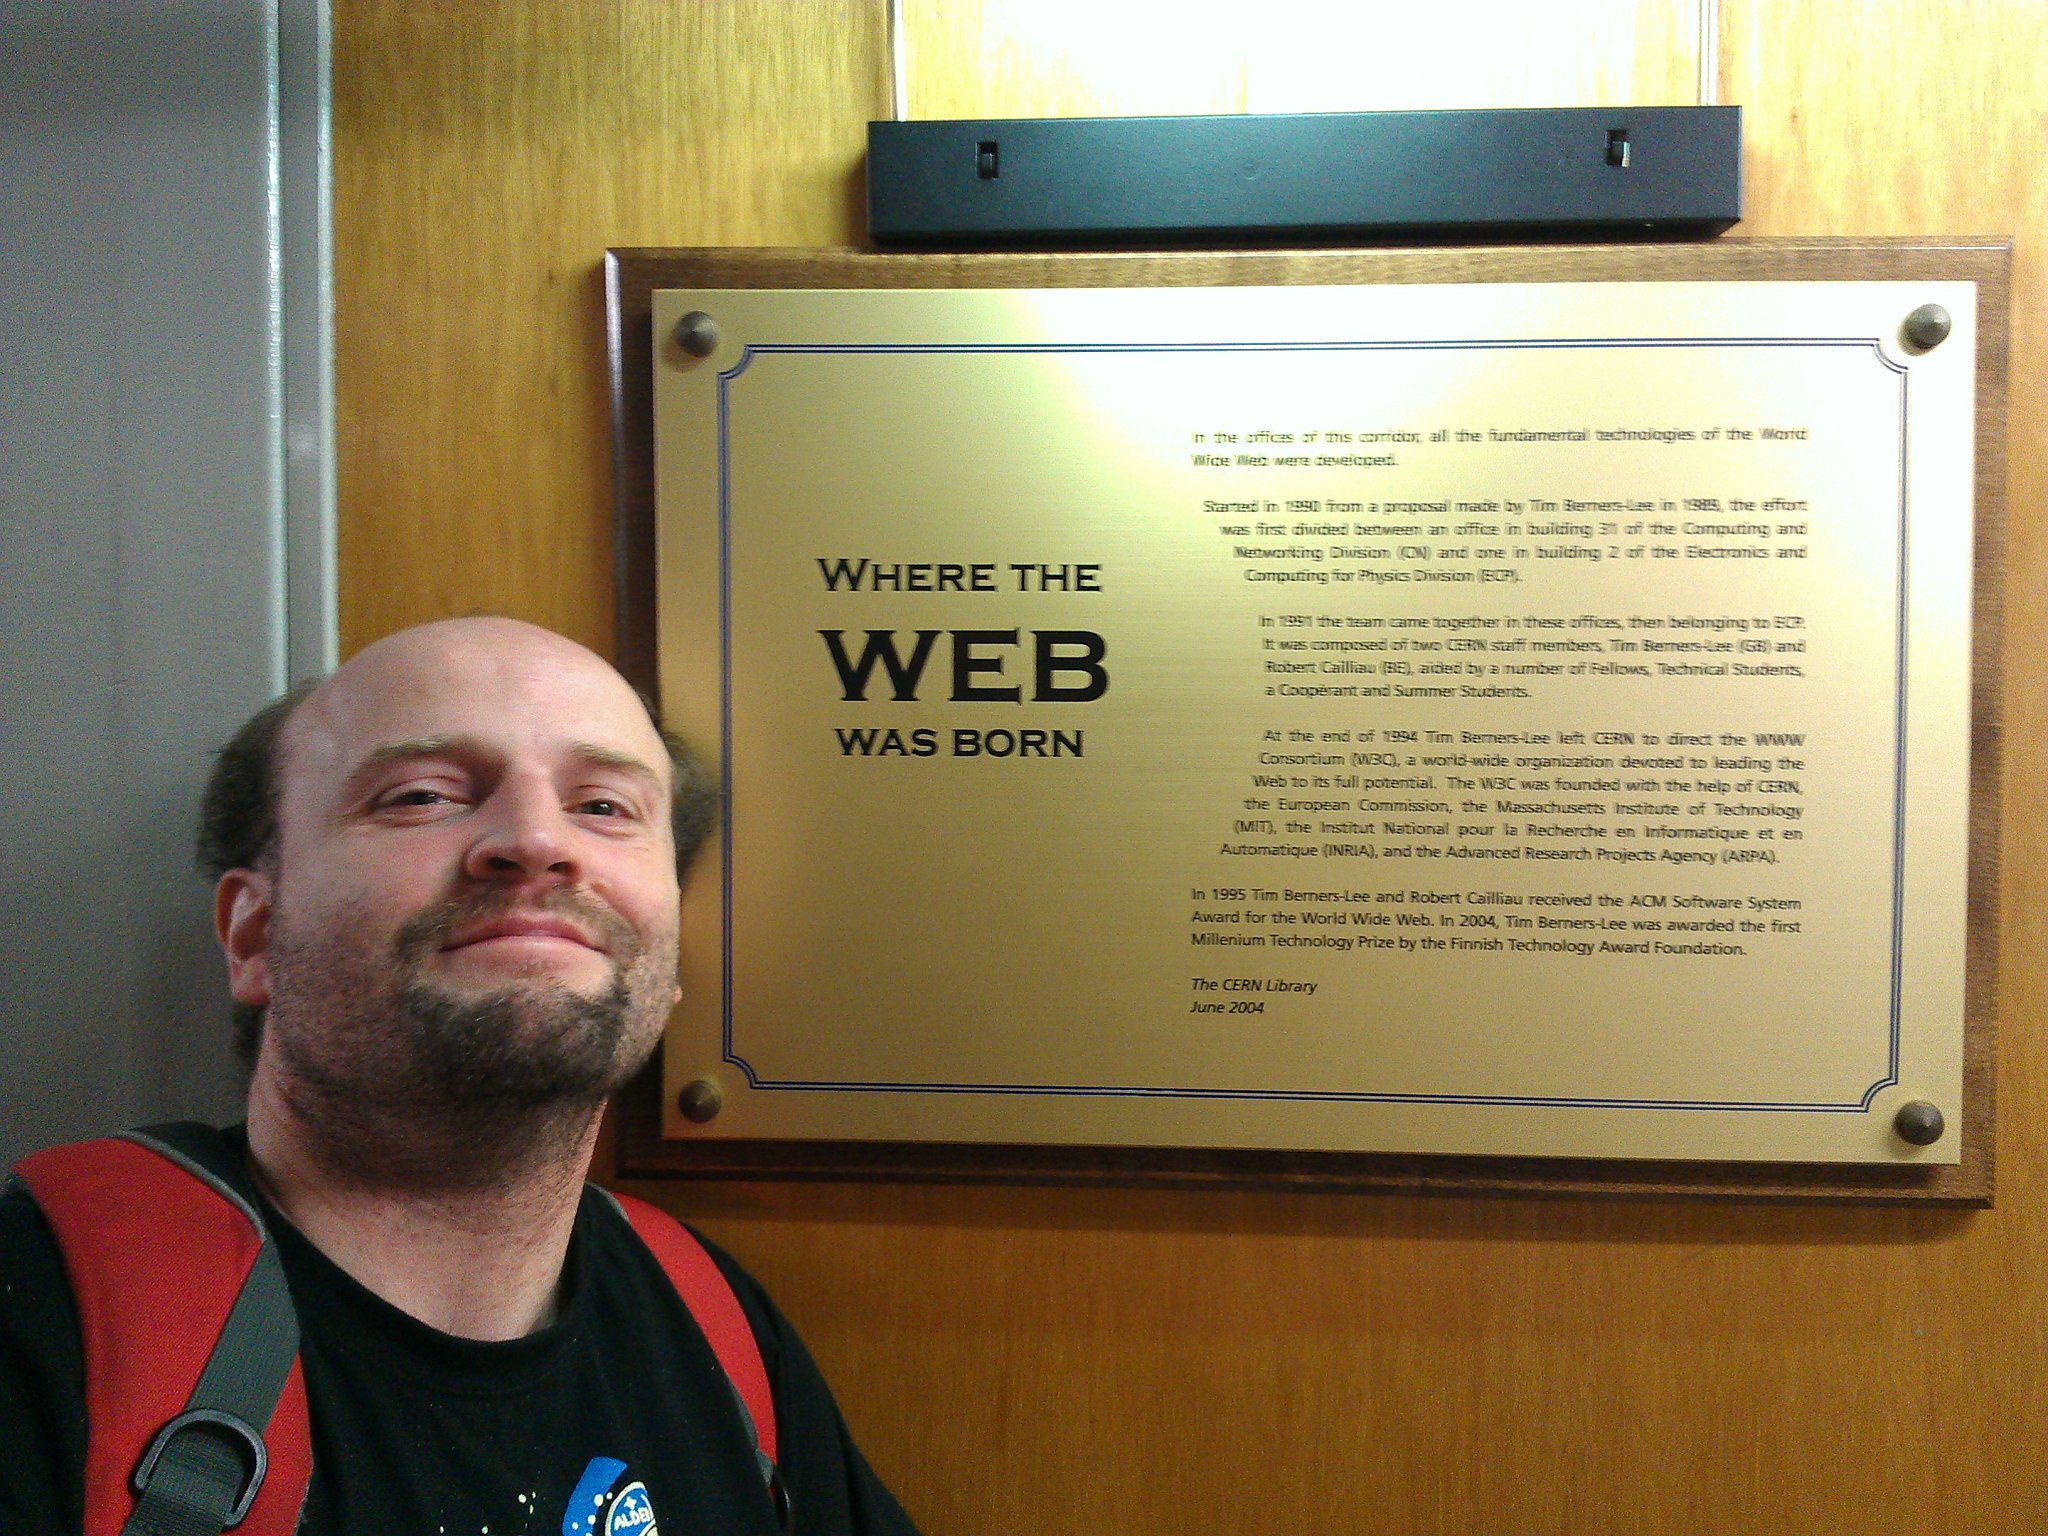 WHERE THE
WEB
WAS BORN
In the offices of this corridor, all the fundamental technologies of the World
Wide Web were developed.
Started in 1990 from a proposal made by Tim Berners-Lee in 1989, the effort
was first divided between an office in building 31 of the Computing and
Networking Division (CN) and one in building 2 of the Electronics and
Computing for Physics Division (ECP).
In 1991 the team came together in these offices, then belonging to ECP.
It was composed of two CERN staff members, Tim Berners-Lee (GB) and
Robert Cailliau (BE), aided by a number of Fellows, Technical Students,
a Coopérant and Summer Students.
At the end of 1994 Tim Berners-Lee left CERN to direct the WWW
Consortium (W3C), a world-wide organization devoted to leading the
Web to its full potential. The W3C was founded with the help of CERN,
the European Commission, the Massachusetts Institute of Technology
(MIT), the Institut National pour la Recherche en Informatique et en
Automatique (INRIA), and the Advanced Research Projects Agency (ARPA).
In 1995 Tim Berners-Lee and Robert Cailliau received the ACM Software System
Award for the World Wide Web. In 2004, Tim Berners-Lee was awarded the first
Millenium Technology Prize by the Finnish Technology Award Foundation.
The CERN Library
June 2004